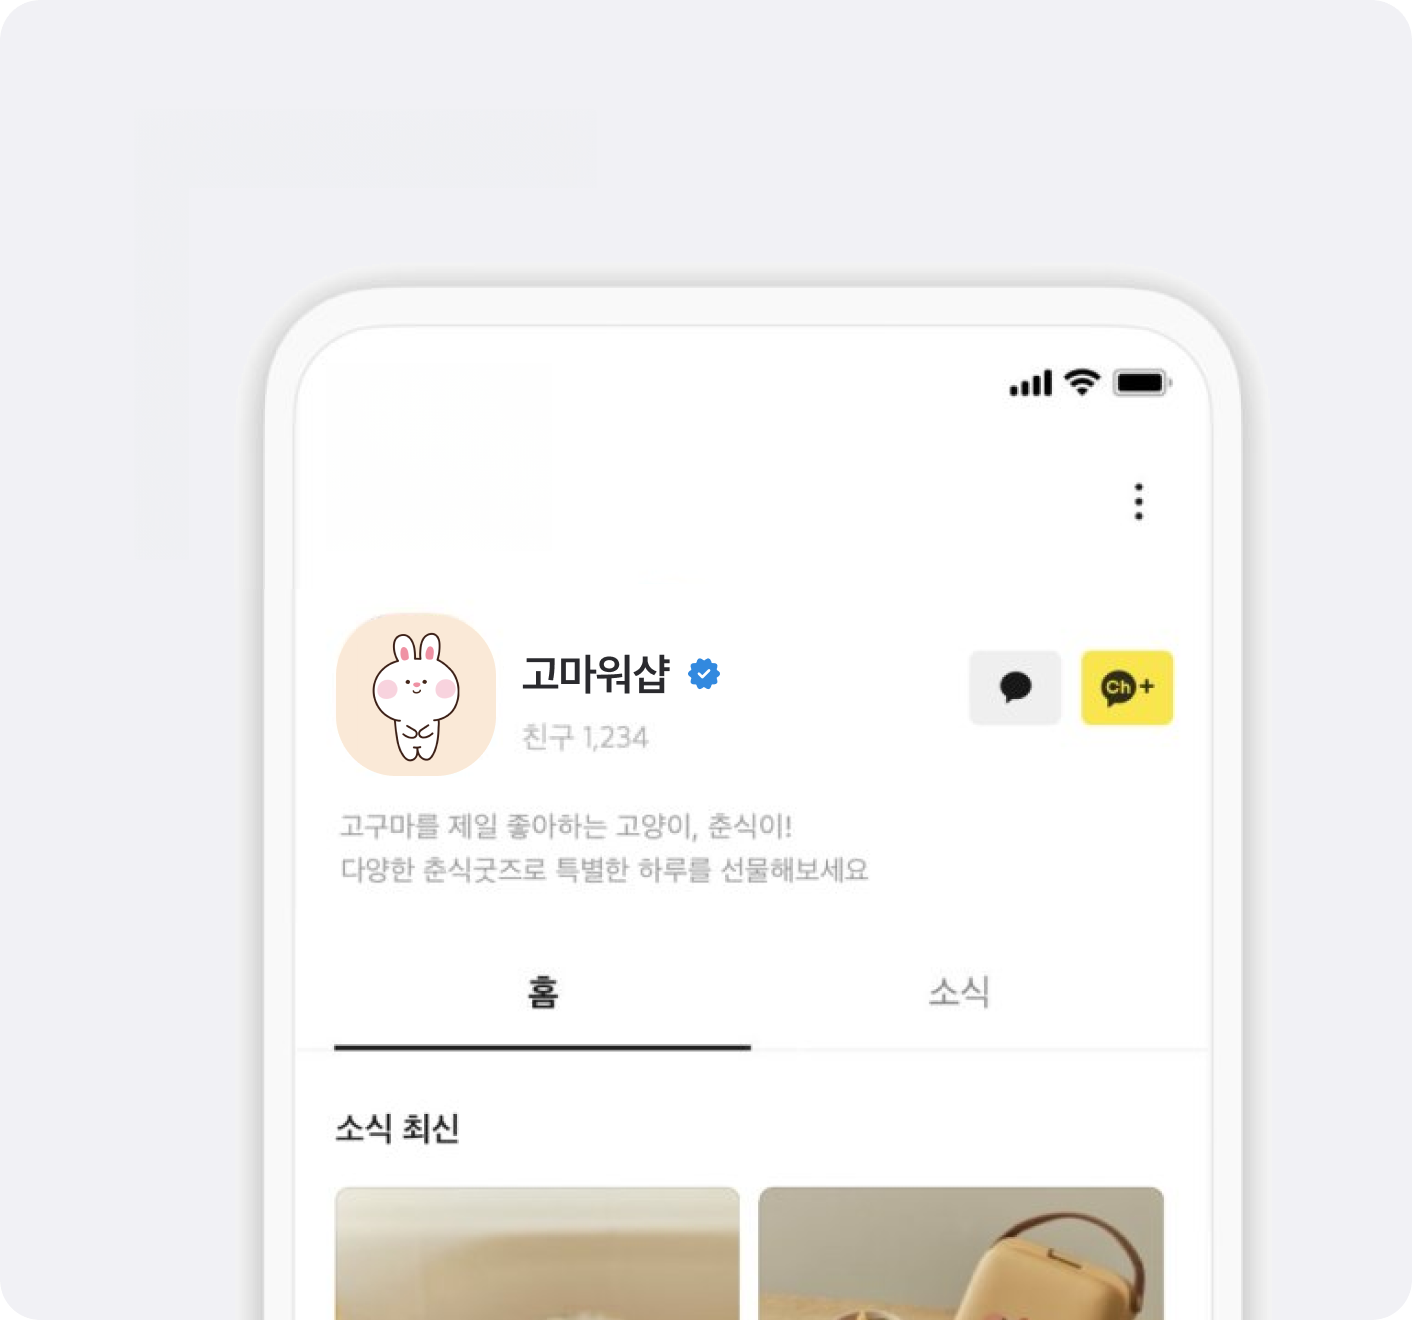 고마워샵
친구 1,234
Ch+
고구마를 제일 좋아하는 고양이, 춘식이!
다양한 춘식굿즈로 특별한 하루를 선물해보세요
홈
소식
소식 최신